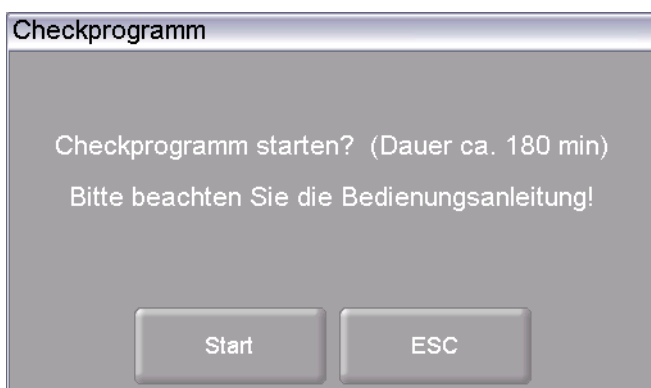 Checkprogramm
Checkprogramm starten? (Dauer ca. 180 min)
Bitte beachten Sie die Bedienungsanleitung!
Start
ESC